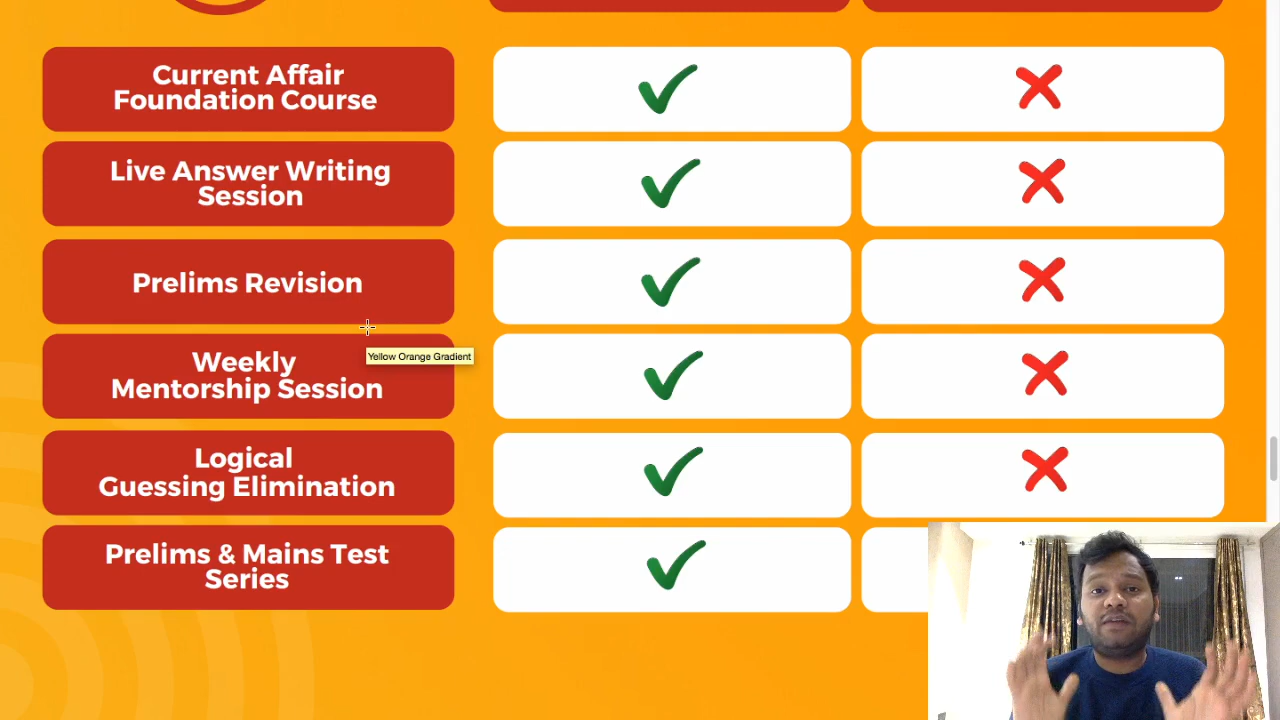 Current Affair
Foundation Course
Live Answer Writing
Session
Prelims Revision
Yellow Orange Gradient
Weekly
Mentorship Session
Logical
Guessing Elimination
Prelims & Mains Test
Series